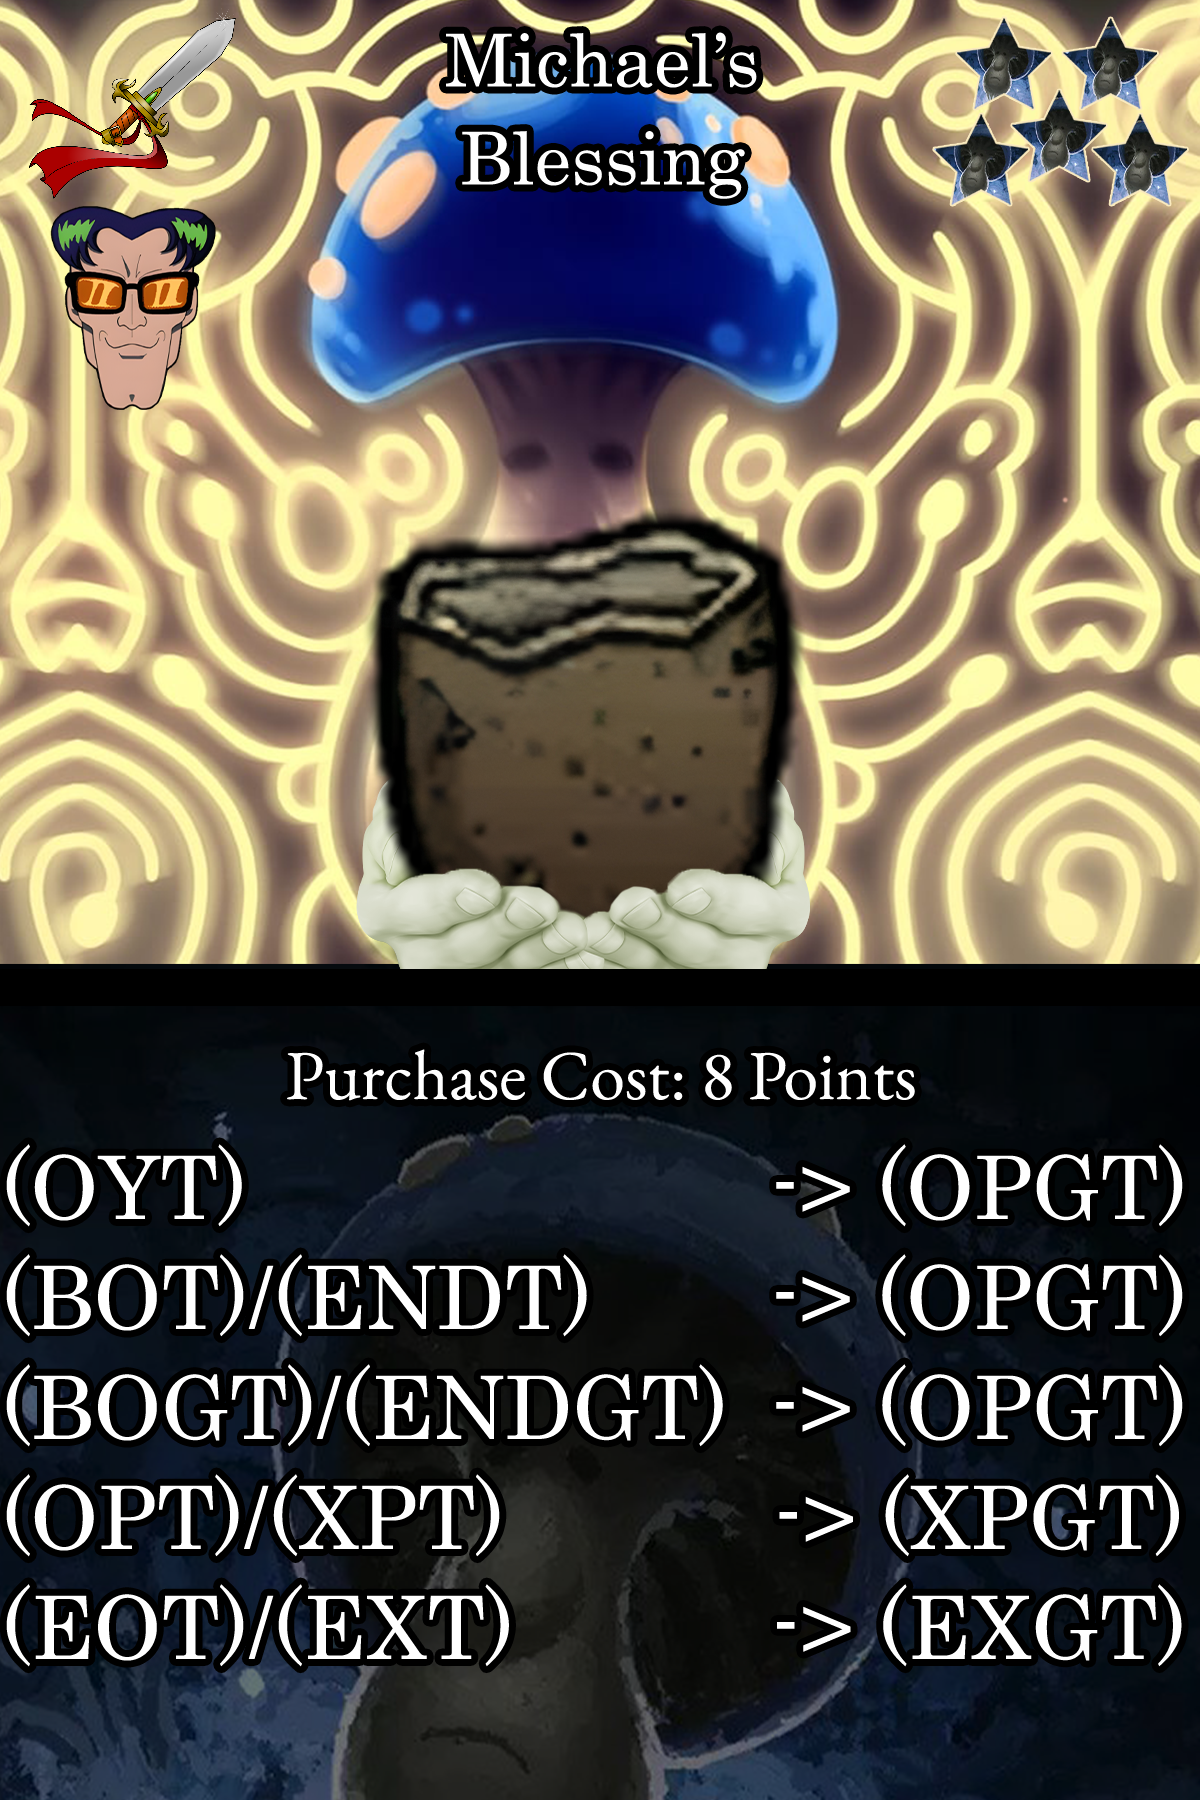 Michael's
Blessing
Purchase Cost: 8 Points
(OYT) -> (OPGT)
(BOT)/(ENDT) -> (OPGT)
(BOGT)/(ENDGT) -> (OPGT)
(OPT)/(XPT) -> (XPGT)
(EOT)/(EXT) -> (EXGT)